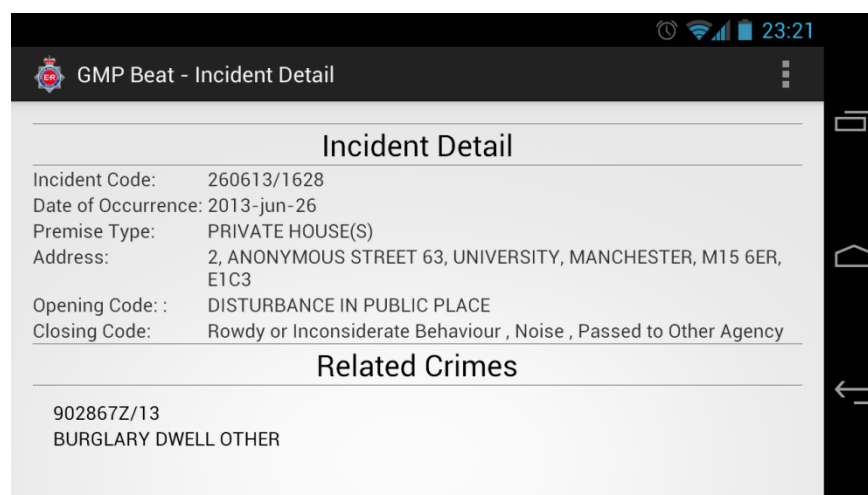 23:21
GMP Beat - Incident Detail
Incident Detail
Incident Code: 260613/1628
Date of Occurrence: 2013-jun-26
Premise Type: PRIVATE HOUSE(S)
Address: 2, ANONYMOUS STREET 63, UNIVERSITY, MANCHESTER, M15 6ER,
E1C3
Opening Code: : DISTURBANCE IN PUBLIC PLACE
Closing Code: Rowdy or Inconsiderate Behaviour , Noise , Passed to Other Agency
Related Crimes
902867Z/13
BURGLARY DWELL OTHER